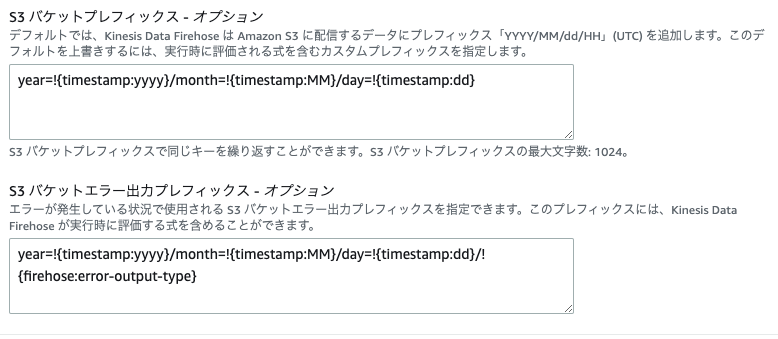 S3 バケットプレフィックス - オプション
デフォルトでは、Kinesis Data Firehose は Amazon S3 に配信するデータにプレフィックス「YYYY/MM/dd/HH」(UTC) を追加します。このデ
フォルトを上書きするには、実行時に評価される式を含むカスタムプレフィックスを指定します。
year=!{timestamp:yyyy}/month=!{timestamp:MM}/day=!{timestamp:dd}
S3 バケットプレフィックスで同じキーを繰り返すことができます。S3 バケットプレフィックスの最大文字数: 1024。
S3 バケットエラー出力プレフィックス - オプション
エラーが発生している状況で使用される S3 バケットエラー出力プレフィックスを指定できます。このプレフィックスには、Kinesis Data
Firehose が実行時に評価する式を含めることができます。
year=!{timestamp:yyyy}/month=!{timestamp:MM}/day=!{timestamp:dd}/!
{firehose:error-output-type}